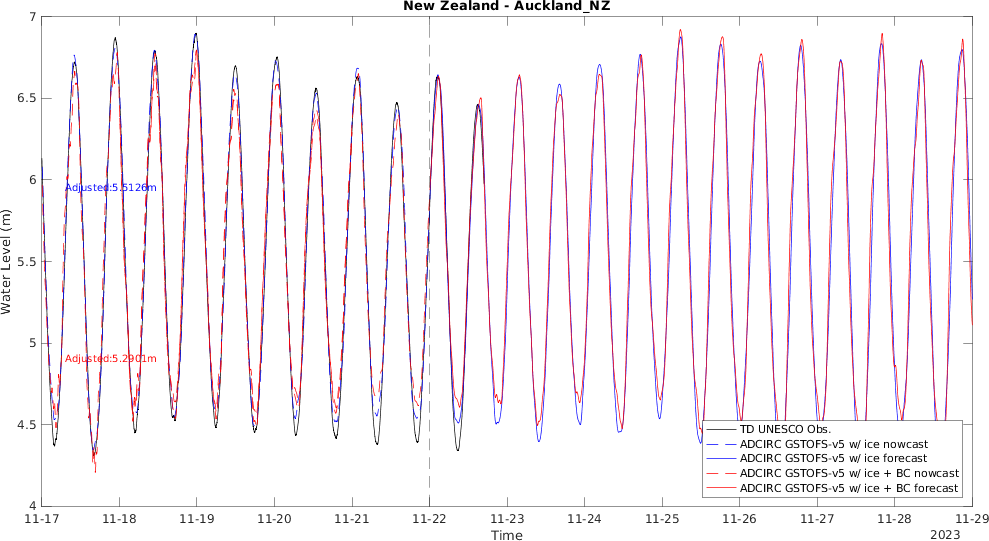 New Zealand - Auckland_NZ
7
6.5
6
5.5
5
4.5
4
Water Level (m)
Adjusted:5.5126m
Adjusted:5.2901m
TD UNESCO Obs.
ADCIRC GSTOFS-v5 w/ ice nowcast
ADCIRC GSTOFS-v5 w/ ice forecast
ADCIRC GSTOFS-v5 w/ ice + BC nowcast
ADCIRC GSTOFS-v5 w/ ice + BC forecast
11-17 11-18 11-19 11-20 11-21 11-22 11-23 11-24 11-25 11-26 11-27 11-28 11-29
Time
2023